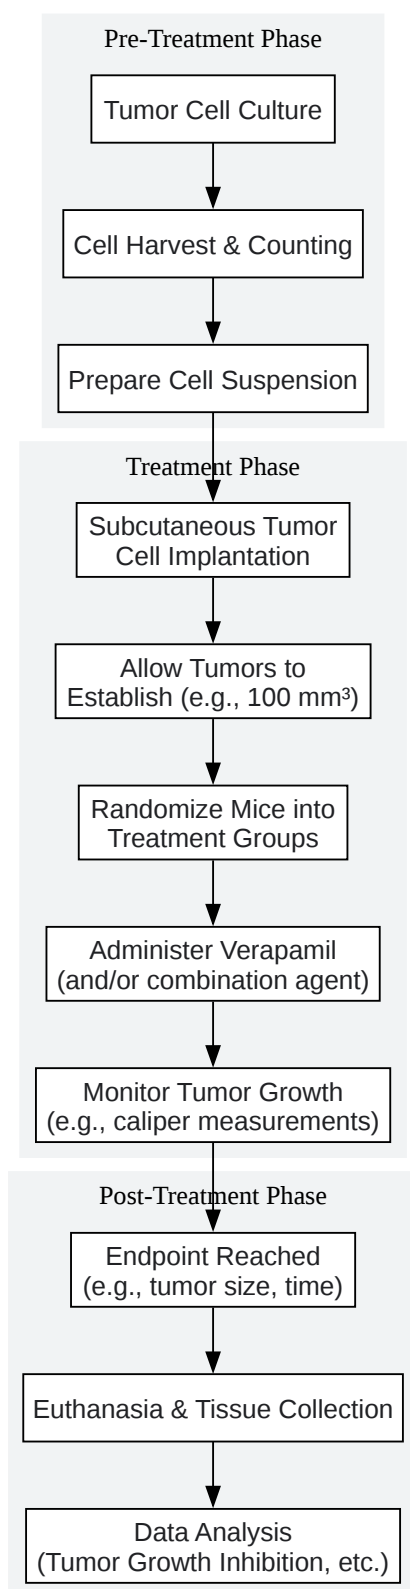 Pre-Treatment Phase
Tumor Cell Culture
Cell Harvest & Counting
Prepare Cell Suspension
Treatment Phase
Subcutaneous Tumor
Cell Implantation
Allow Tumors to
Establish (e.g., 100 mm³)
Randomize Mice into
Treatment Groups
Administer Verapamil
(and/or combination agent)
Monitor Tumor Growth
(e.g., caliper measurements)
Post-Treatment Phase
Endpoint Reached
(e.g., tumor size, time)
Euthanasia & Tissue Collection
Data Analysis
(Tumor Growth Inhibition, etc.)